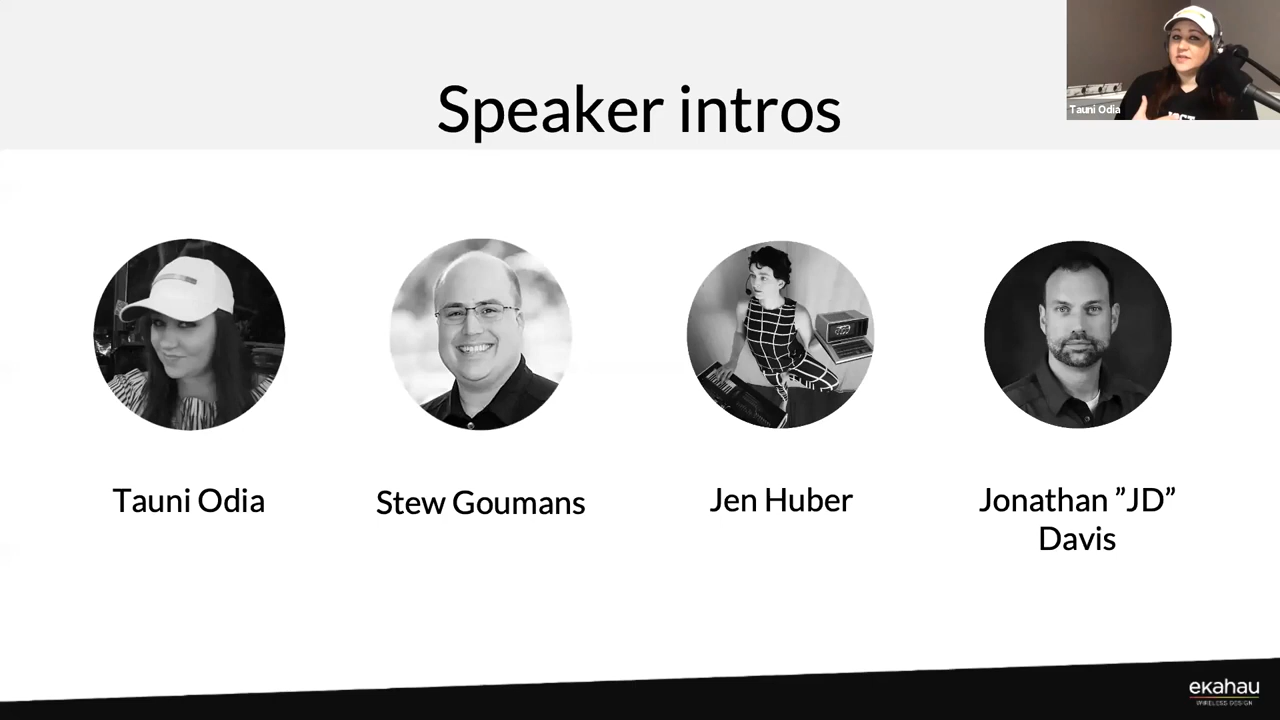 Speaker intros
Tauni Odia
Tauni Odia
Stew Goumans
Jen Huber
Jonathan ”JD”
Davis
ekahau
WIRELESS DESIGN